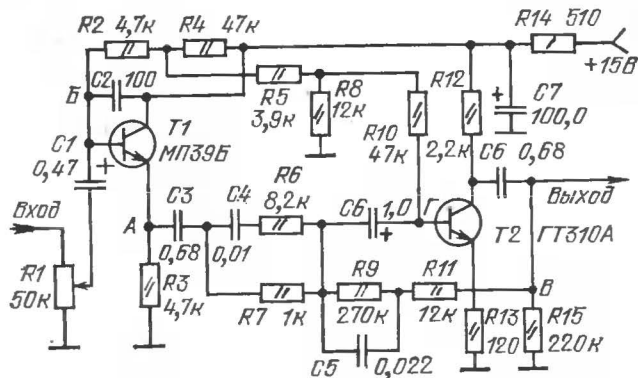 R2 4,7к R4 47к
R14 510
+15В
Б
C2 100
R5
3,9к
R8
12к
R12
2,2к
+ C7
100,0
T1
МП39Б
C1 +
0,47
R10
47к
C6 0,68
Вход
R6
8,2к
C6 1,0 Г
+
Выход
A
C3
0,68
C4
0,01
T2 ГТ310А
R1
50к
R3
4,7к
R7 1к
R9
270к
R11
12к
В
R13
120
R15
220к
C5 0,022